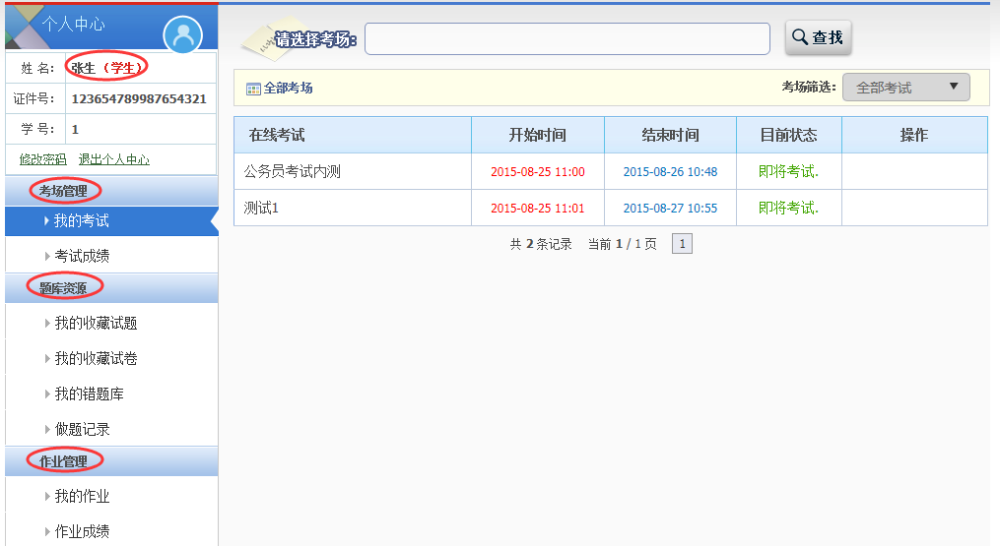 个人中心
姓 名： 张生（学生）
证件号： 123654789987654321
学 号： 1
修改密码 退出个人中心
考场管理
我的考试
考试成绩
题库资源
我的收藏试题
我的收藏试卷
我的错题库
做题记录
作业管理
我的作业
作业成绩
请选择考场: 查找
全部考场 考场筛选: 全部考试 ▼
在线考试 开始时间 结束时间 目前状态 操作
公务员考试内测 2015-08-25 11:00 2015-08-26 10:48 即将考试.
测试1 2015-08-25 11:01 2015-08-27 10:55 即将考试.
共 2 条记录 当前 1 / 1 页 1